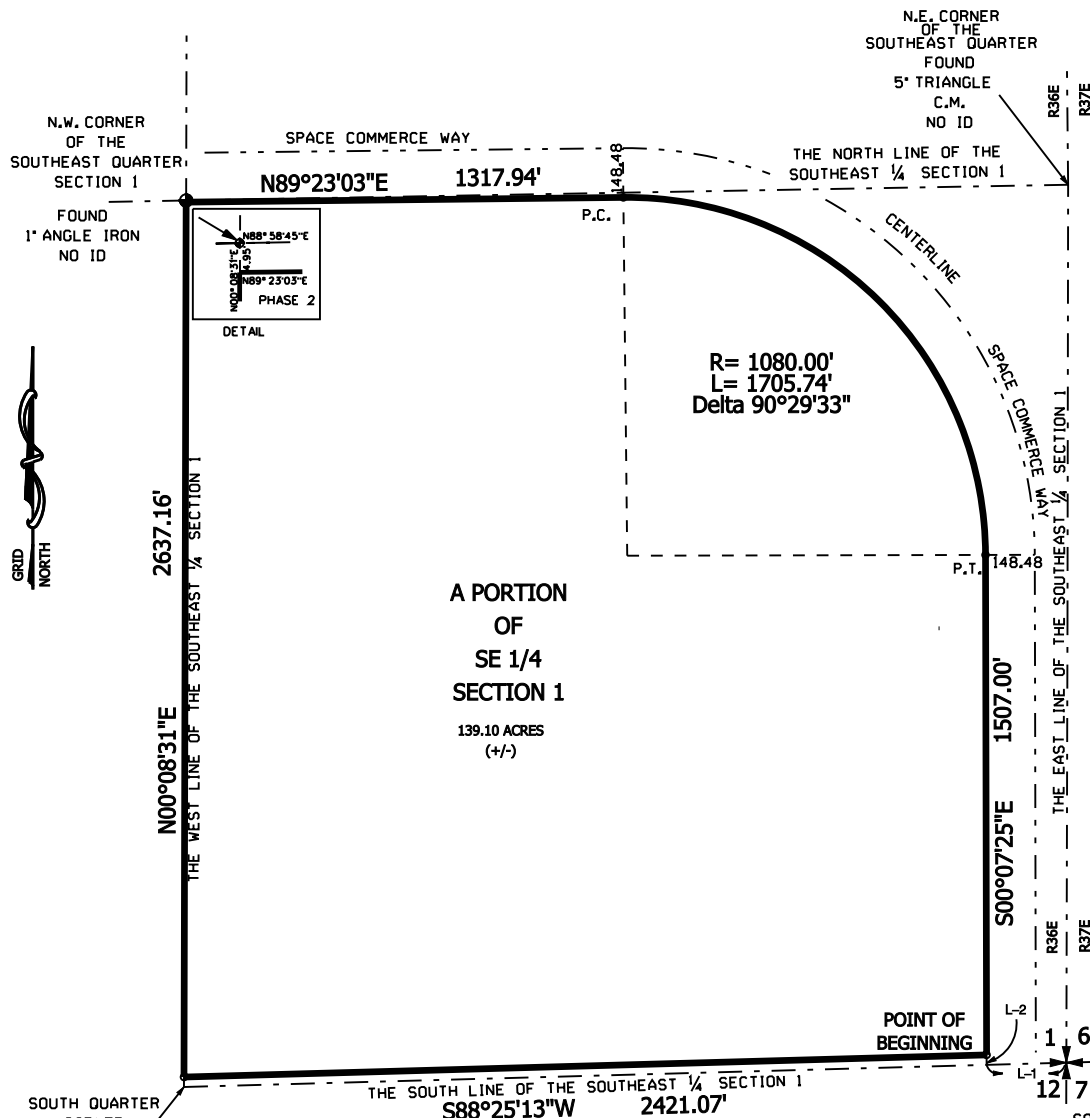 N.E. CORNER
OF THE
SOUTHEAST QUARTER
FOUND
5" TRIANGLE
C.M.
NO ID
R36E
R37E
N.W. CORNER
OF THE
SOUTHEAST QUARTER
SECTION 1
SPACE COMMERCE WAY
148.48
THE NORTH LINE OF THE
SOUTHEAST 1/4 SECTION 1
N89°23'03"E 1317.94'
P.C.
FOUND
1" ANGLE IRON
NO ID
N88°58'45"E
N00°08'31"E
4.95'
N89°23'03"E
PHASE 2
DETAIL
CENTERLINE
SPACE COMMERCE WAY
R= 1080.00'
L= 1705.74'
Delta 90°29'33"
GRID
NORTH
2637.16'
N00°08'31"E
THE WEST LINE OF THE SOUTHEAST 1/4 SECTION 1
P.T.
148.48
A PORTION
OF
SE 1/4
SECTION 1
139.10 ACRES
(+/-)
1507.00'
S00°07'25"E
THE EAST LINE OF THE SOUTHEAST 1/4 SECTION 1
R36E
R37E
POINT OF
BEGINNING
L-2
L-1
1 6
12 7
THE SOUTH LINE OF THE SOUTHEAST 1/4 SECTION 1
S88°25'13"W 2421.07'
SOUTH QUARTER